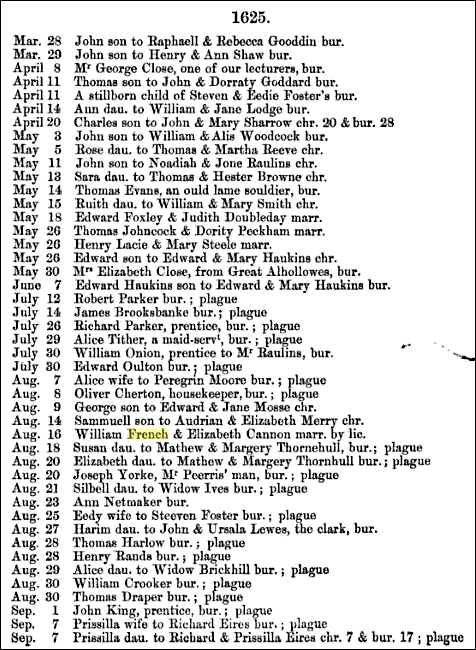 1625.
Mar. 28 John son to Raphaell & Rebecca Gooddin bur.
Mar. 29 John son to Henry & Ann Shaw bur.
April 8 Mr George Close, one of our lecturers, bur.
April 11 Thomas son to John & Dorraty Goddard bur.
April 11 A stillborn child of Steven & Eedie Foster's bur.
April 14 Ann dau. to William & Jane Lodge bur.
April 20 Charles son to John & Mary Sharrow chr. 20 & bur. 28
May 3 John son to William & Alis Woodcock bur.
May 5 Rose dau. to Thomas & Martha Reeve chr.
May 11 John son to Noadiah & Jone Raulins chr.
May 13 Sara dau. to Thomas & Hester Browne chr.
May 14 Thomas Evans, an ould lame souldier, bur.
May 15 Ruith dau. to William & Mary Smith chr.
May 18 Edward Foxley & Judith Doubleday marr.
May 26 Thomas Johncock & Dority Peckham marr.
May 26 Henry Lacie & Mary Steele marr.
May 26 Edward son to Edward & Mary Haukins chr.
May 30 Mrs Elizabeth Close, from Great Alhollowes, bur.
June 7 Edward Haukins son to Edward & Mary Haukins bur.
July 12 Robert Parker bur.; plague
July 14 James Brooksbanke bur.; plague
July 26 Richard Parker, prentice, bur.; plague
July 29 Alice Tither, a maid-servt, bur.; plague
July 30 William Onion, prentice to Mr Raulins, bur.
July 30 Edward Oulton bur.; plague
Aug. 7 Alice wife to Peregrin Moore bur.; plague
Aug. 8 Oliver Cherton, housekeeper, bur.; plague
Aug. 9 George son to Edward & Jane Mosse chr.
Aug. 14 Sammuell son to Audrian & Elizabeth Merry chr.
Aug. 16 William French & Elizabeth Cannon marr. by lic.
Aug. 18 Susan dau. to Mathew & Margery Thornehull, bur.; plague
Aug. 20 Elizabeth dau. to Mathew & Margery Thornhull bur.; plague
Aug. 20 Joseph Yorke, Mr Peerris' man, bur.; plague
Aug. 21 Silbell dau. to Widow Ives bur.; plague
Aug. 23 Ann Netmaker bur.
Aug. 25 Eedy wife to Steeven Foster bur.; plague
Aug. 27 Harim dau. to John & Ursala Lewes, the clark, bur.
Aug. 28 Thomas Harlow bur.; plague
Aug. 28 Henry Rands bur.; plague
Aug. 29 Alice dau. to Widow Brickhill bur.; plague
Aug. 30 William Crooker bur.; plague
Aug. 30 Thomas Draper bur.; plague
Sep. 1 John King, prentice, bur.; plague
Sep. 7 Prissilla wife to Richard Eires bur.; plague
Sep. 7 Prissilla dau. to Richard & Prissilla Eires chr. 7 & bur. 17; plague